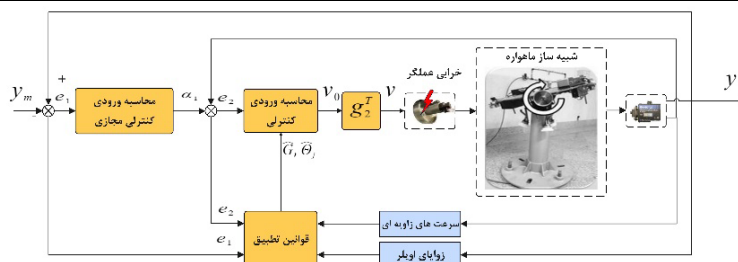 y_m
+
e_1
محاسبه ورودی
کنترلی مجازی
α_1
e_2
محاسبه ورودی
کنترلی
v_0
g_2^T
v
خرابی عملگر
شبیه ساز ماهواره
y
Ĝ, Θ̂_j
e_2
e_1
قوانین تطبیق
سرعت های زاویه ای
زوایای اویلر